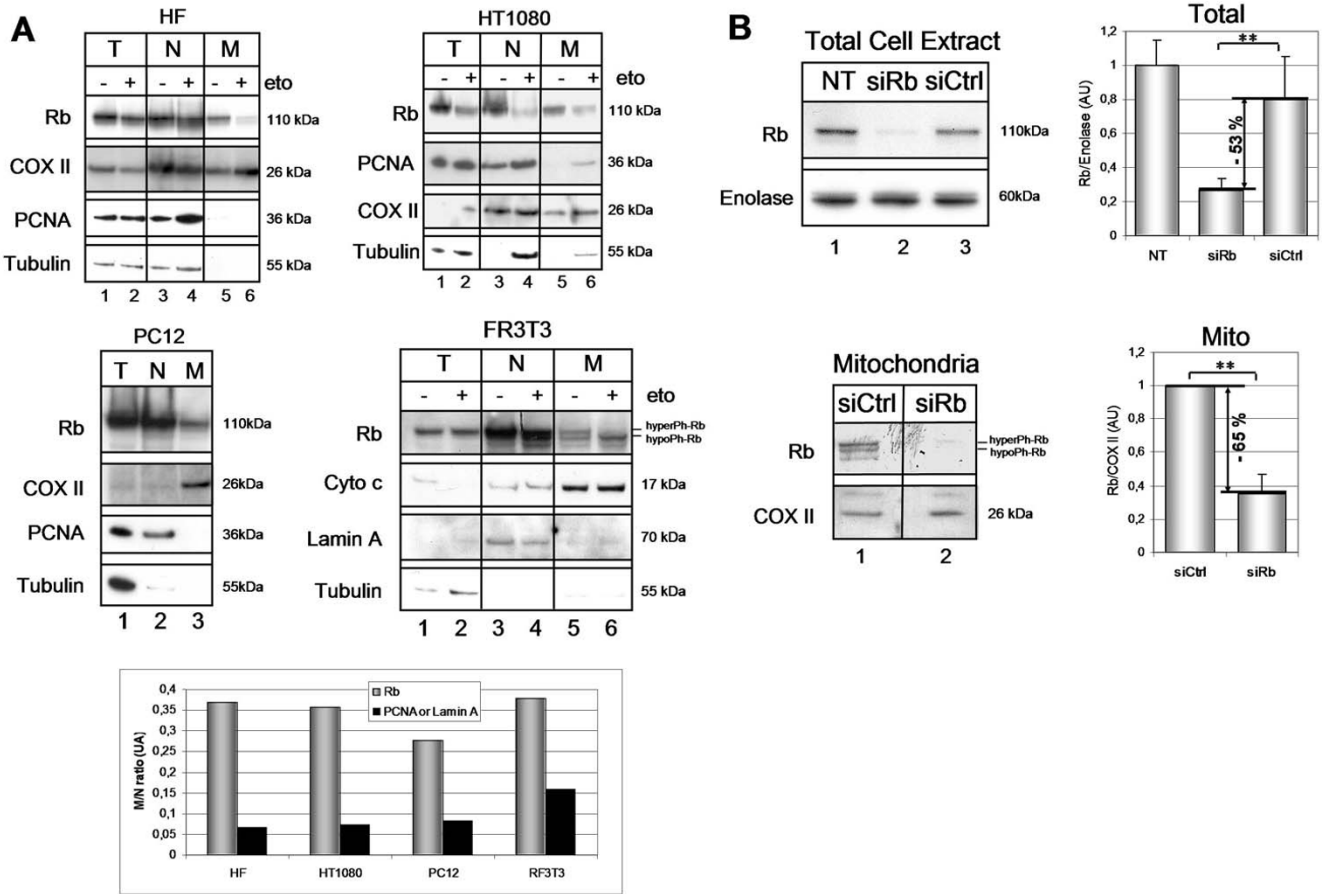 A
HF
T N M
- + - + - + eto
Rb 110 kDa
COX II 26 kDa
PCNA 36 kDa
Tubulin 55 kDa
1 2 3 4 5 6
HT1080
T N M
- + - + - + eto
Rb 110 kDa
PCNA 36 kDa
COX II 26 kDa
Tubulin 55 kDa
1 2 3 4 5 6
PC12
T N M
Rb 110kDa
COX II 26kDa
PCNA 36kDa
Tubulin 55kDa
1 2 3
FR3T3
T N M
- + - + - + eto
Rb hyperPh-Rb
hypoPh-Rb
Cyto c 17 kDa
Lamin A 70 kDa
Tubulin 55 kDa
1 2 3 4 5 6
0,4
0,35
0,3
0,25
0,2
0,15
0,1
0,05
0
M/N ratio (UA)
Rb
PCNA or Lamin A
HF HT1080 PC12 RF3T3
B
Total Cell Extract
NT siRb siCtrl
Rb 110kDa
Enolase 60kDa
1 2 3
Total
1,2
1
0,8
0,6
0,4
0,2
0
Rb/Enolase (AU)
**
- 53 %
NT siRb siCtrl
Mitochondria
siCtrl siRb
Rb hyperPh-Rb
hypoPh-Rb
COX II 26 kDa
1 2
Mito
1,2
1
0,8
0,6
0,4
0,2
0
Rb/COX II (AU)
**
- 65 %
siCtrl siRb